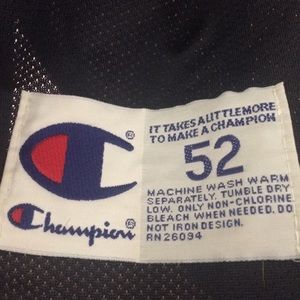 Champion
IT TAKES A LITTLE MORE
TO MAKE A CHAMPION
52
MACHINE WASH WARM
SEPARATELY. TUMBLE DRY
LOW. ONLY NON-CHLORINE
BLEACH WHEN NEEDED. DO
NOT IRON DESIGN.
RN 26094